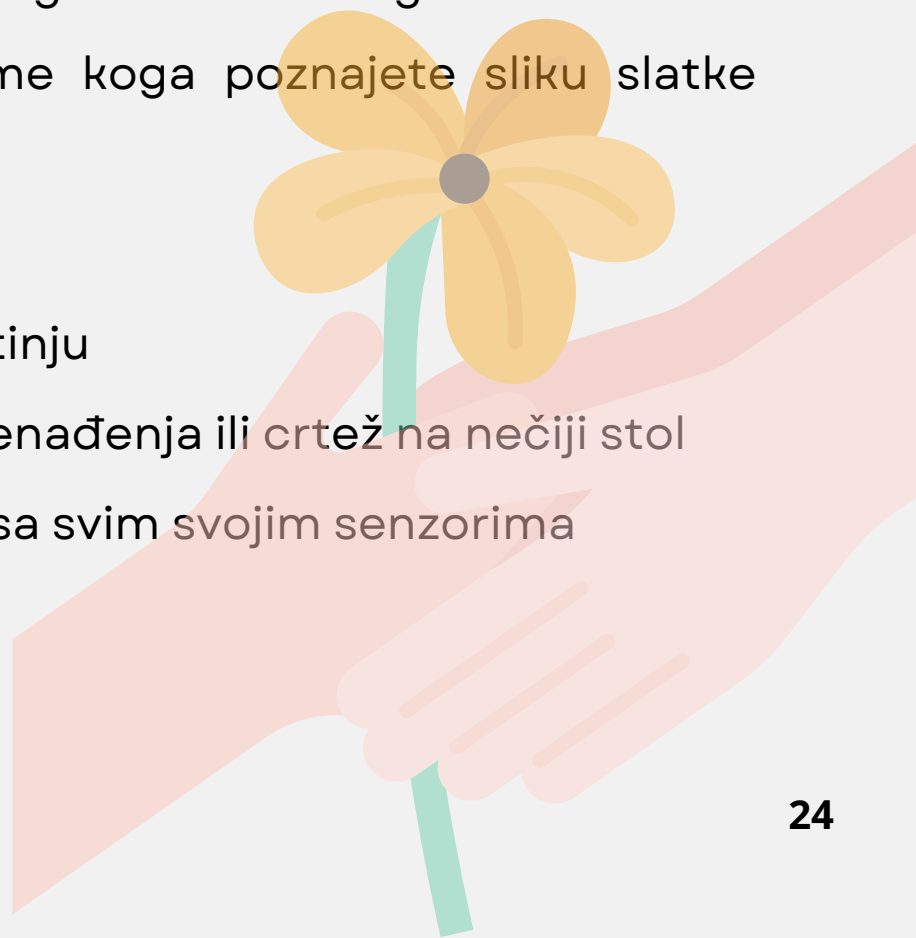 me koga poznajete sliku slatke
tinju
enađenja ili crtež na nečiji stol
sa svim svojim senzorima
24